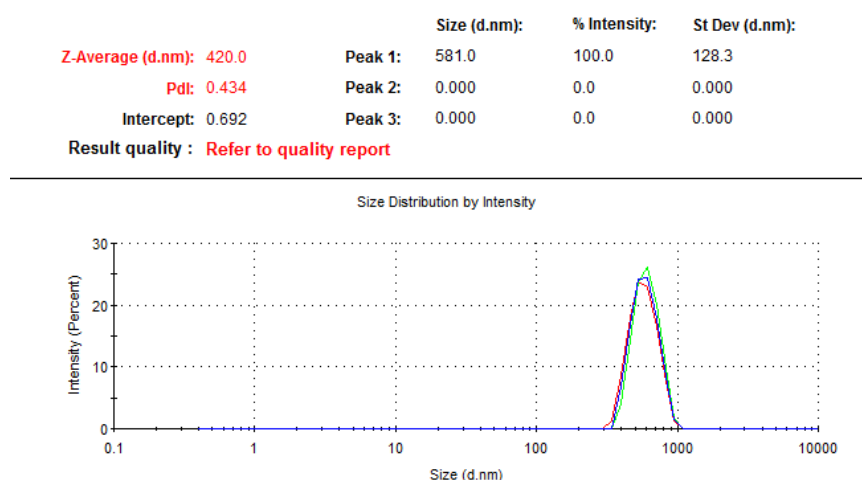 Size (d.nm): % Intensity: St Dev (d.nm):
Z-Average (d.nm): 420.0 Peak 1: 581.0 100.0 128.3
PdI: 0.434 Peak 2: 0.000 0.0 0.000
Intercept: 0.692 Peak 3: 0.000 0.0 0.000
Result quality : Refer to quality report
Size Distribution by Intensity
Intensity (Percent)
30
20
10
0
0.1 1 10 100 1000 10000
Size (d.nm)